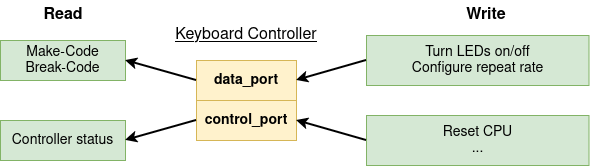 Read
Keyboard Controller
Write
Make-Code
Break-Code
data_port
Turn LEDs on/off
Configure repeat rate
Controller status
control_port
Reset CPU
...